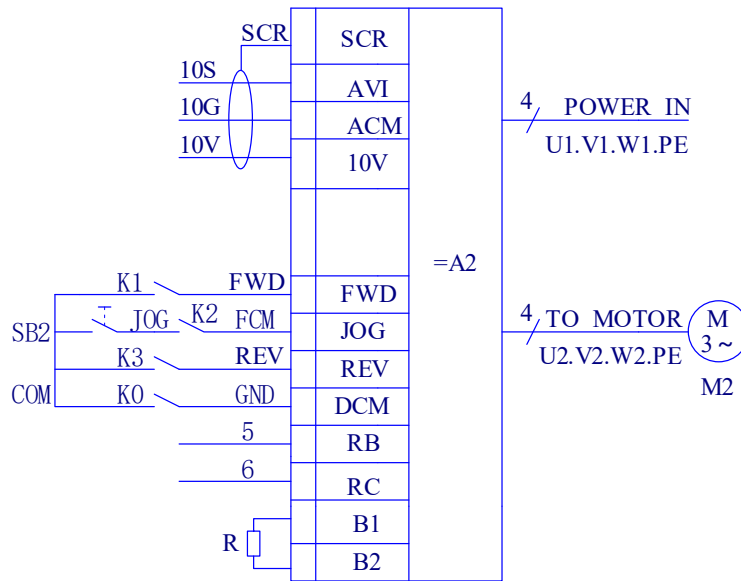 SCR SCR
10S AVI
10G ACM
10V 10V
4 POWER IN
U1.V1.W1.PE
=A2
K1 FWD FWD
SB2 JOG K2 FCM JOG
K3 REV REV
COM K0 GND DCM
5 RB
6 RC
R B1
B2
4 TO MOTOR
U2.V2.W2.PE
M
3~
M2